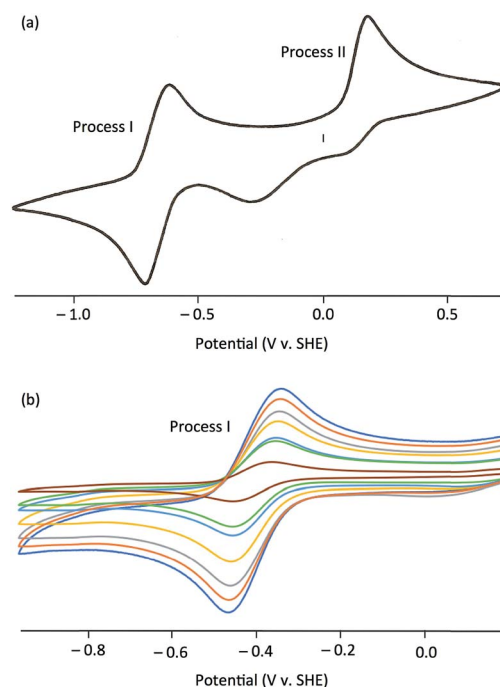 (a)
Process II
Process I
I
– 1.0 – 0.5 0.0 0.5
Potential (V v. SHE)
(b)
Process I
– 0.8 – 0.6 – 0.4 – 0.2 0.0
Potential (V v. SHE)